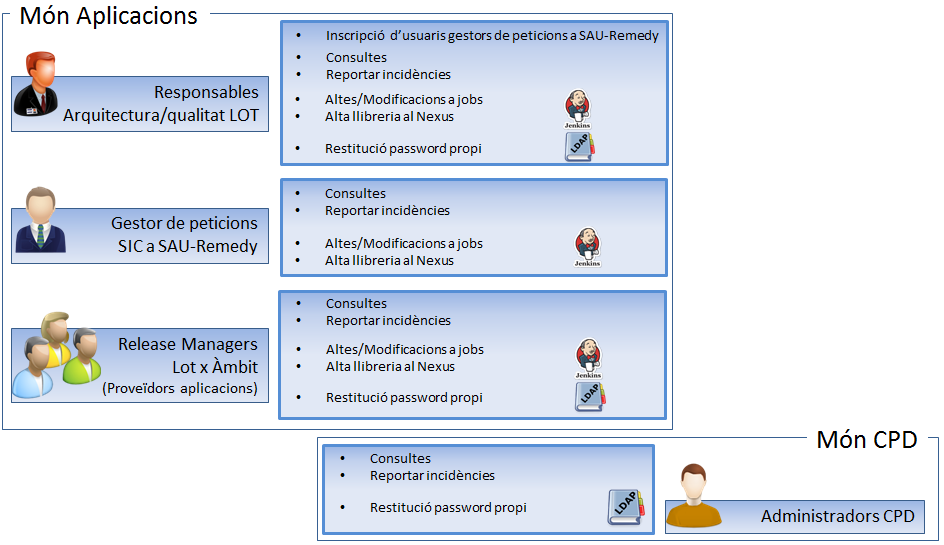 Món Aplicacions
Responsables
Arquitectura/qualitat LOT
• Inscripció d'usuaris gestors de peticions a SAU-Remedy
• Consultes
• Reportar incidències
• Altes/Modificacions a jobs
• Alta llibreria al Nexus
Jenkins
• Restitució password propi
LDAP
Gestor de peticions
SIC a SAU-Remedy
• Consultes
• Reportar incidències
• Altes/Modificacions a jobs
• Alta llibreria al Nexus
Jenkins
Release Managers
Lot x Àmbit
(Proveïdors aplicacions)
• Consultes
• Reportar incidències
• Altes/Modificacions a jobs
• Alta llibreria al Nexus
Jenkins
• Restitució password propi
LDAP
Món CPD
• Consultes
• Reportar incidències
• Restitució password propi
LDAP
Administradors CPD